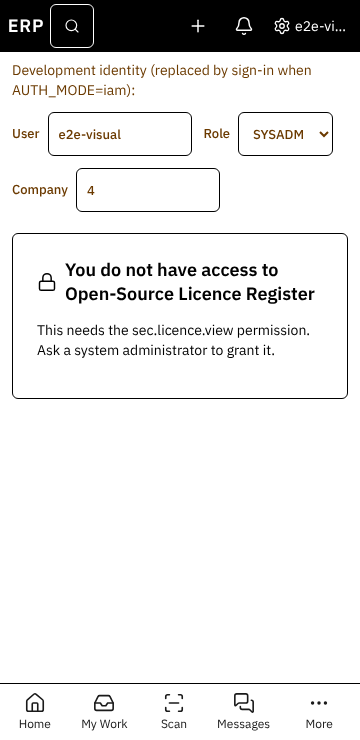 ERP
e2e-vi...
Development identity (replaced by sign-in when
AUTH_MODE=iam):
User e2e-visual Role SYSADM
Company 4
You do not have access to
Open-Source Licence Register
This needs the sec.licence.view permission.
Ask a system administrator to grant it.
Home My Work Scan Messages More